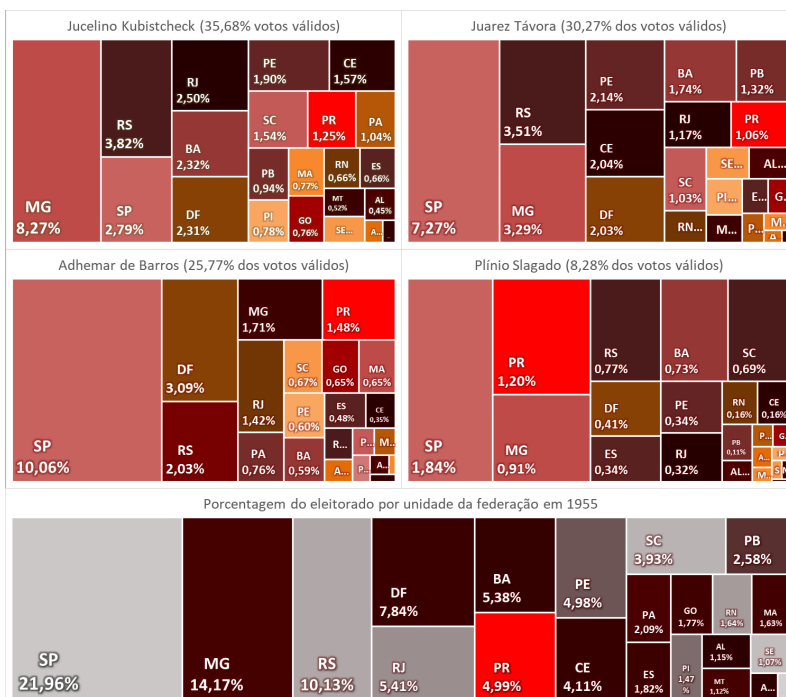 Jucelino Kubistcheck (35,68% votos válidos)
MG
8,27%
RS
3,82%
SP
2,79%
RJ
2,50%
BA
2,32%
DF
2,31%
PE
1,90%
CE
1,57%
SC
1,54%
PR
1,25%
PA
1,04%
PB
0,94%
MA
0,77%
RN
0,66%
ES
0,66%
PI
0,78%
GO
0,76%
MT
0,52%
AL
0,45%
SE...
A...
Juarez Távora (30,27% dos votos válidos)
SP
7,27%
RS
3,51%
MG
3,29%
PE
2,14%
CE
2,04%
DF
2,03%
BA
1,74%
PB
1,32%
RJ
1,17%
PR
1,06%
SC
1,03%
SE...
AL...
PI...
E...
G...
RN...
M...
P...
M...
A
Adhemar de Barros (25,77% dos votos válidos)
SP
10,06%
DF
3,09%
RS
2,03%
MG
1,71%
PR
1,48%
RJ
1,42%
SC
0,67%
GO
0,65%
MA
0,65%
PE
0,60%
ES
0,48%
CE
0,35%
PA
0,76%
BA
0,59%
R...
P...
M...
A...
P...
A...
Plínio Slagado (8,28% dos votos válidos)
SP
1,84%
PR
1,20%
MG
0,91%
RS
0,77%
BA
0,73%
SC
0,69%
DF
0,41%
ES
0,34%
PE
0,34%
RJ
0,32%
RN
0,16%
CE
0,16%
PB
0,11%
AL...
P...
G...
A...
M...
S
M
Porcentagem do eleitorado por unidade da federação em 1955
SP
21,96%
MG
14,17%
RS
10,13%
DF
7,84%
RJ
5,41%
BA
5,38%
PR
4,99%
PE
4,98%
CE
4,11%
SC
3,93%
PB
2,58%
PA
2,09%
GO
1,77%
RN
1,64%
MA
1,63%
ES
1,82%
PI
1,47
%
AL
1,15%
SE
1,07%
MT
1,12%
A...